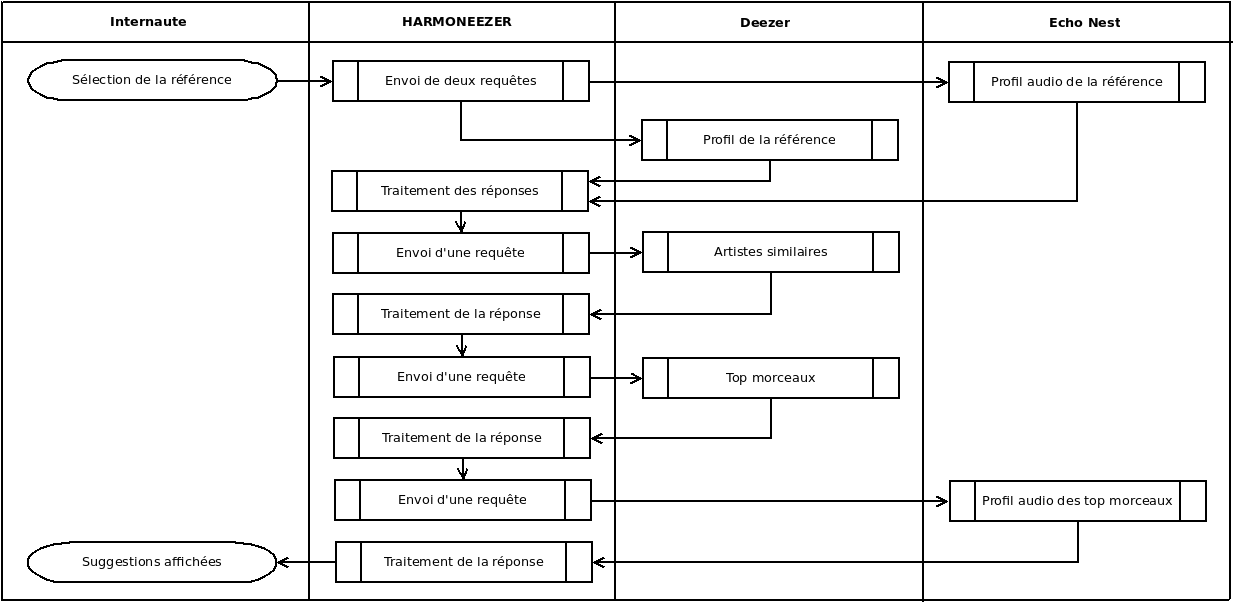 Internaute
HARMONEEZER
Deezer
Echo Nest
Sélection de la référence
Envoi de deux requêtes
Profil audio de la référence
Profil de la référence
Traitement des réponses
Envoi d'une requête
Artistes similaires
Traitement de la réponse
Envoi d'une requête
Top morceaux
Traitement de la réponse
Envoi d'une requête
Profil audio des top morceaux
Suggestions affichées
Traitement de la réponse